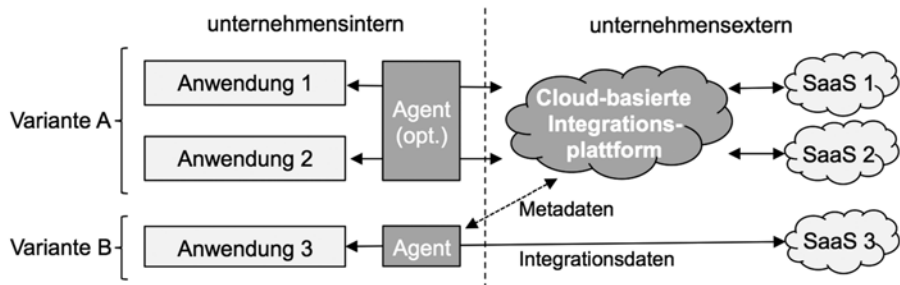 unternehmensintern
unternehmensextern
Variante A
Anwendung 1
Agent
(opt.)
Cloud-basierte
Integrations-
plattform
SaaS 1
Anwendung 2
SaaS 2
Metadaten
Variante B
Anwendung 3
Agent
Integrationsdaten
SaaS 3